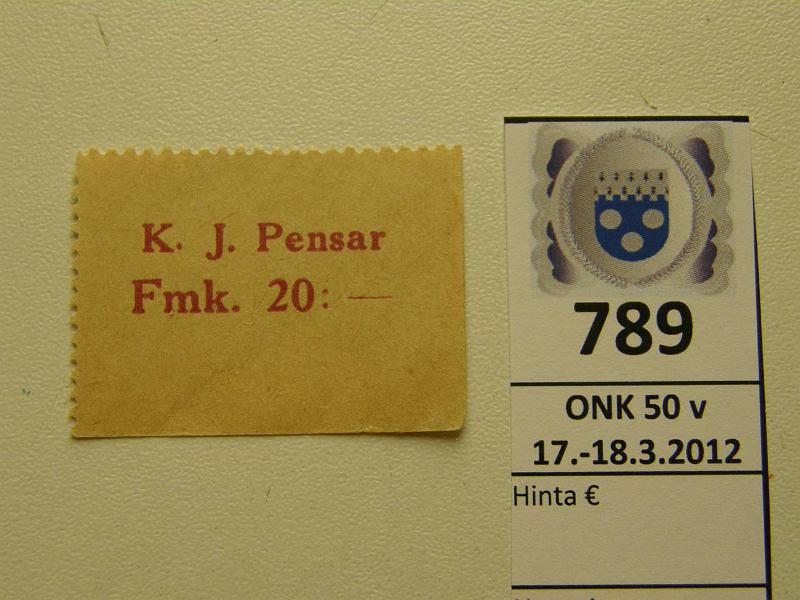 K. J. Pensar
Fmk. 20: —
789
ONK 50 v
17.-18.3.2012
Hinta €